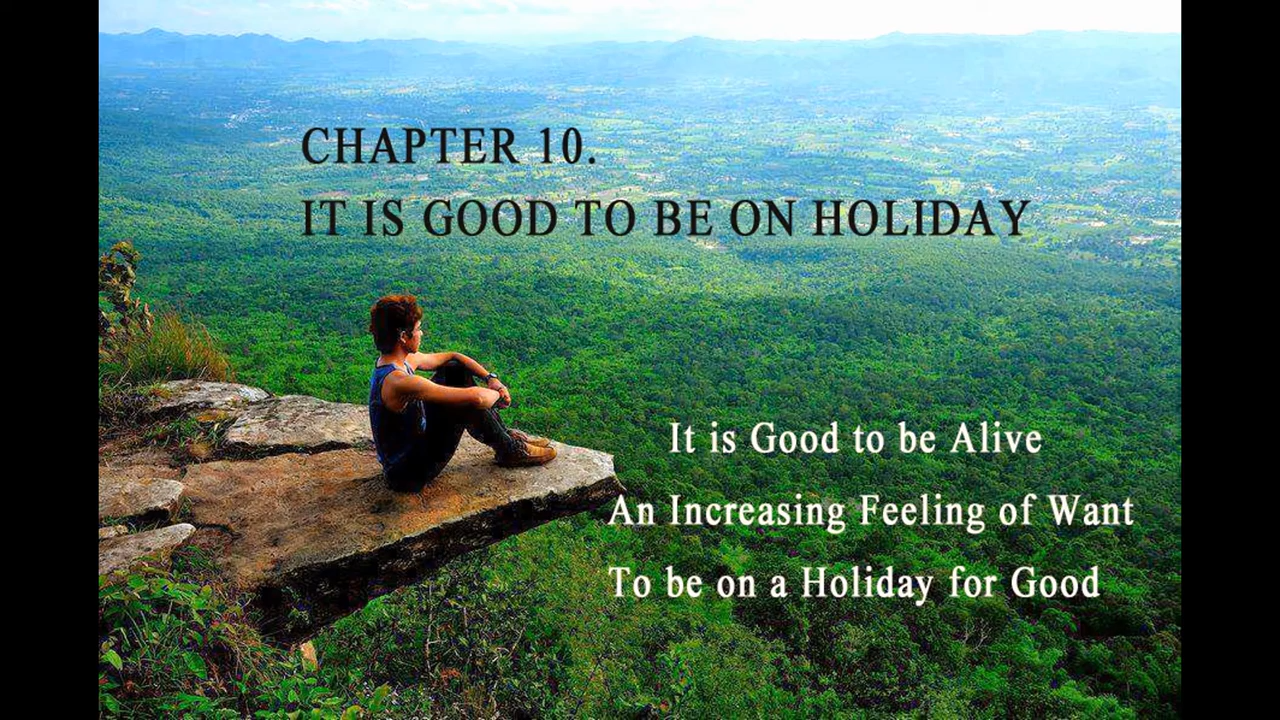 CHAPTER 10.
IT IS GOOD TO BE ON HOLIDAY
It is Good to be Alive
An Increasing Feeling of Want
To be on a Holiday for Good